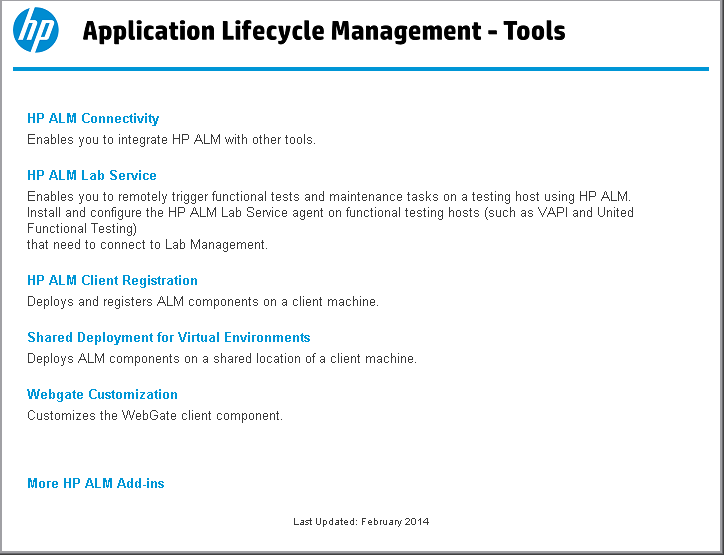 hp
Application Lifecycle Management - Tools
HP ALM Connectivity
Enables you to integrate HP ALM with other tools.
HP ALM Lab Service
Enables you to remotely trigger functional tests and maintenance tasks on a testing host using HP ALM.
Install and configure the HP ALM Lab Service agent on functional testing hosts (such as VAPI and United
Functional Testing)
that need to connect to Lab Management.
HP ALM Client Registration
Deploys and registers ALM components on a client machine.
Shared Deployment for Virtual Environments
Deploys ALM components on a shared location of a client machine.
Webgate Customization
Customizes the WebGate client component.
More HP ALM Add-ins
Last Updated: February 2014